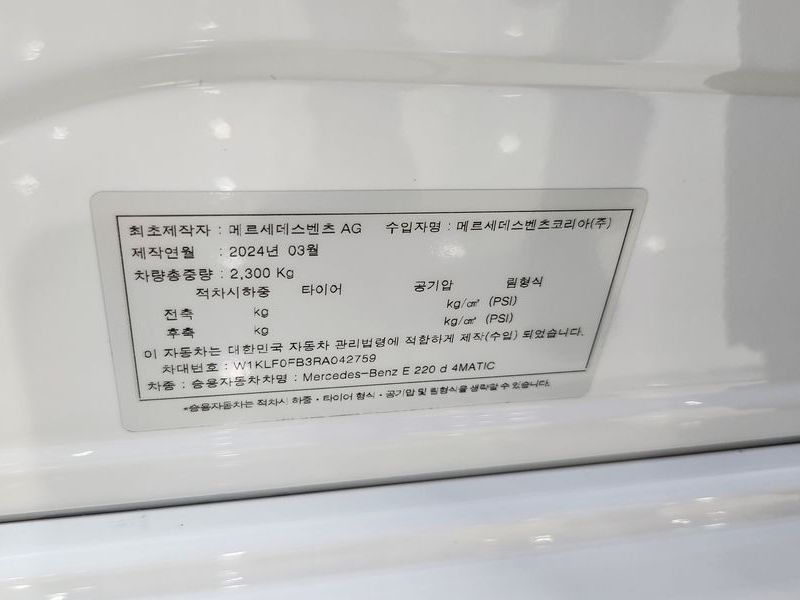 최초제작자 : 메르세데스벤츠 AG 수입자명 : 메르세데스벤츠코리아(주)
제작연월 : 2024년 03월
차량총중량 : 2,300 Kg
적차시하중 타이어 공기압 림형식
전축 kg kg/㎠ (PSI)
후축 kg kg/㎠ (PSI)
이 자동차는 대한민국 자동차 관리법령에 적합하게 제작(수입) 되었습니다.
차대번호 : W1KLF0FB3RA042759
차종 : 승용자동차차명 : Mercedes-Benz E 220 d 4MATIC
*승용자동차는 적차시 하중·타이어 형식·공기압 및 림형식을 생략할 수 있습니다.